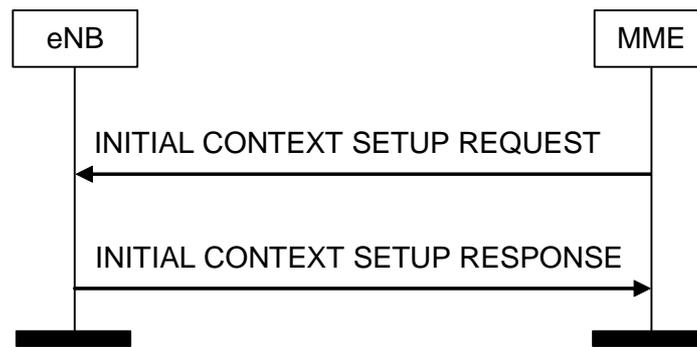 eNB
MME
INITIAL CONTEXT SETUP REQUEST
INITIAL CONTEXT SETUP RESPONSE